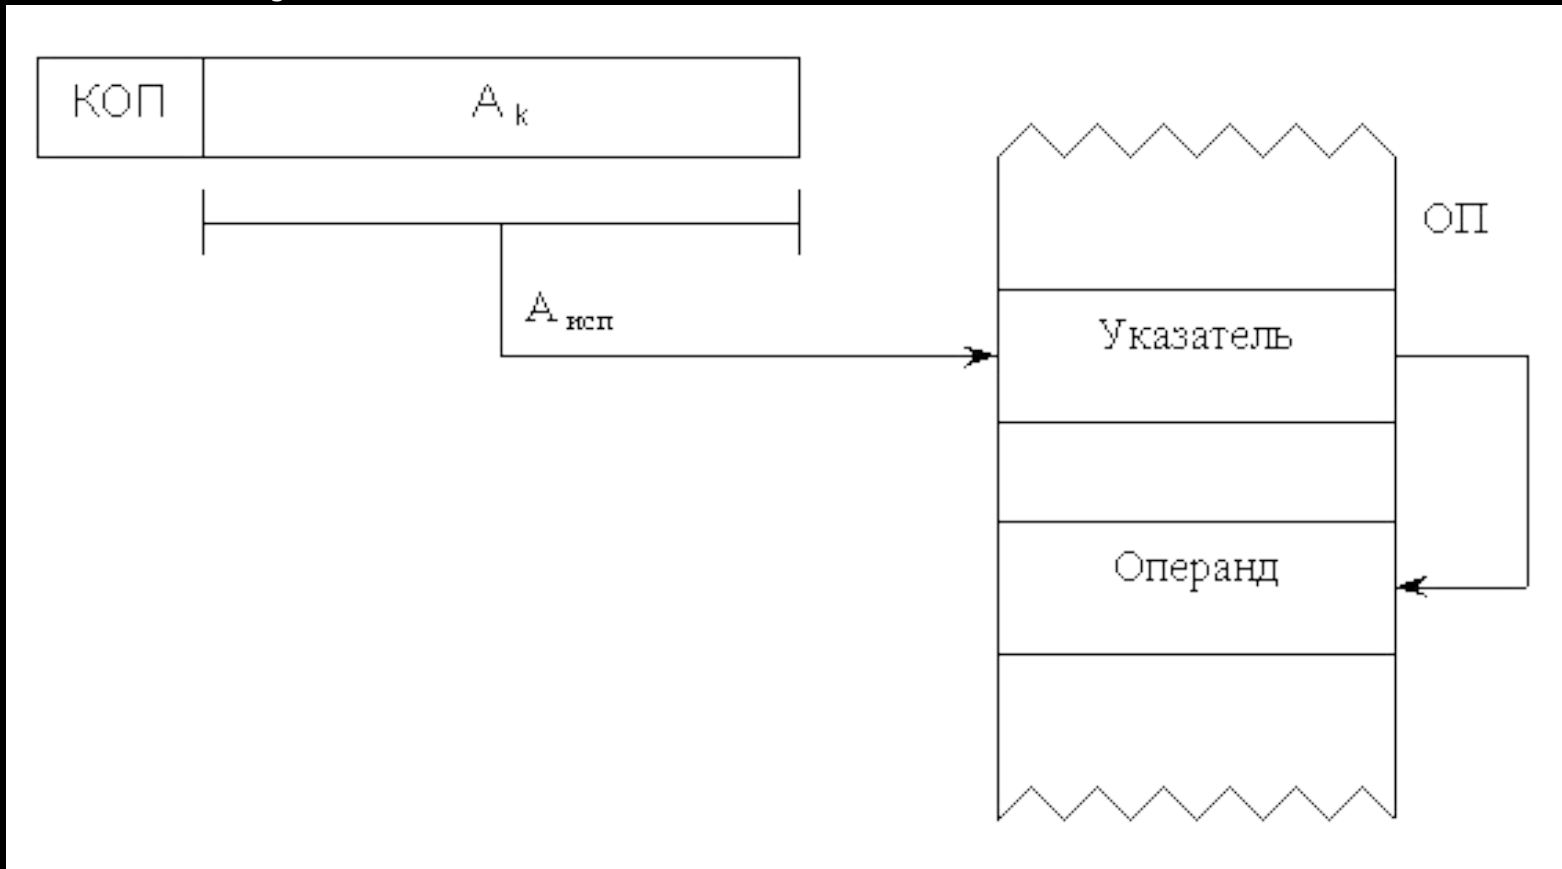 КОП
A k
ОП
A исп
Указатель
Операнд